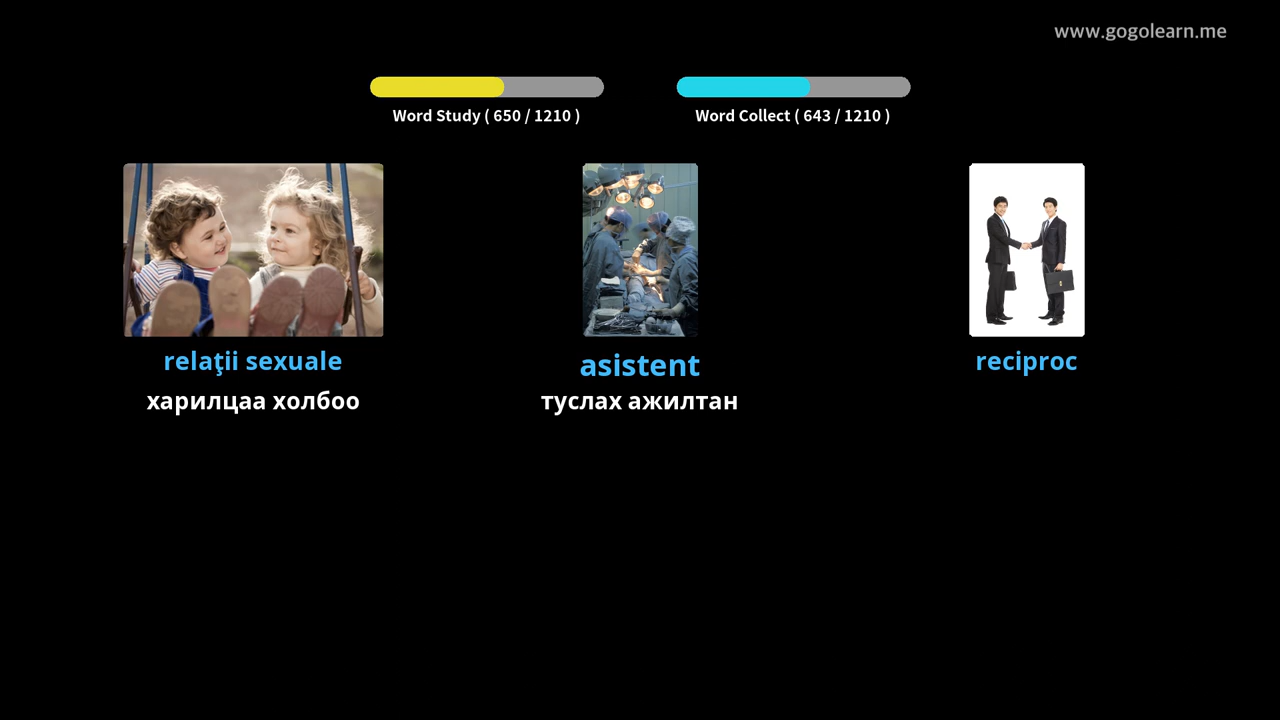 www.gogolearn.me
Word Study ( 650 / 1210 )
Word Collect ( 643 / 1210 )
relaţii sexuale
asistent
reciproc
харилцаа холбоо
туслах ажилтан